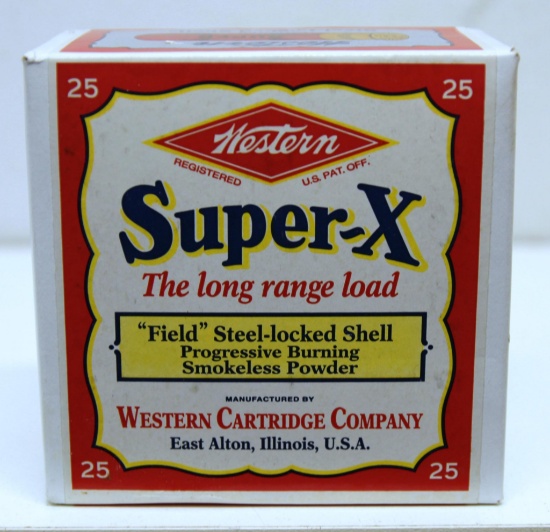 25
25
Western
REGISTERED
U.S. PAT. OFF.
Super-X
The long range load
"Field" Steel-locked Shell
Progressive Burning
Smokeless Powder
MANUFACTURED BY
WESTERN CARTRIDGE COMPANY
East Alton, Illinois, U.S.A.
25
25